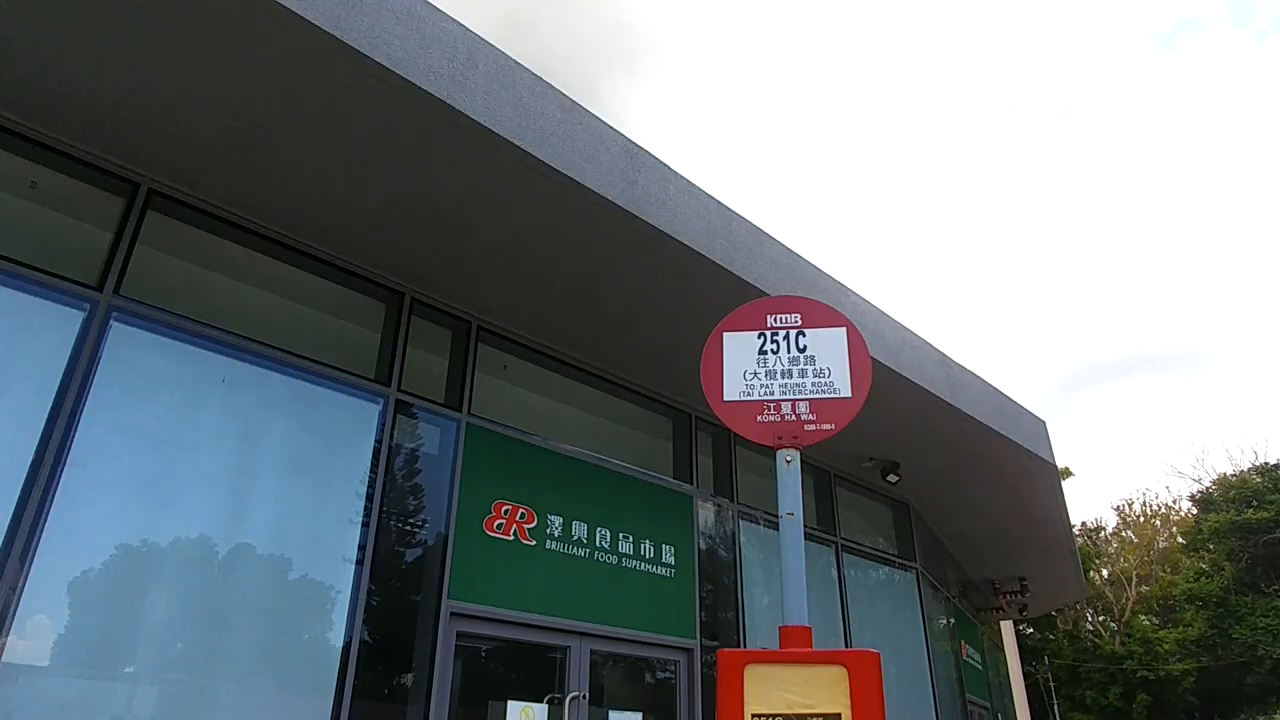 KMB
251C
往八鄉路
(大欖轉車站)
TO: PAT HEUNG ROAD
(TAI LAM INTERCHANGE)
江夏圍
KONG HA WAI
BR
澤興食品市場
BRILLIANT FOOD SUPERMARKET
251C